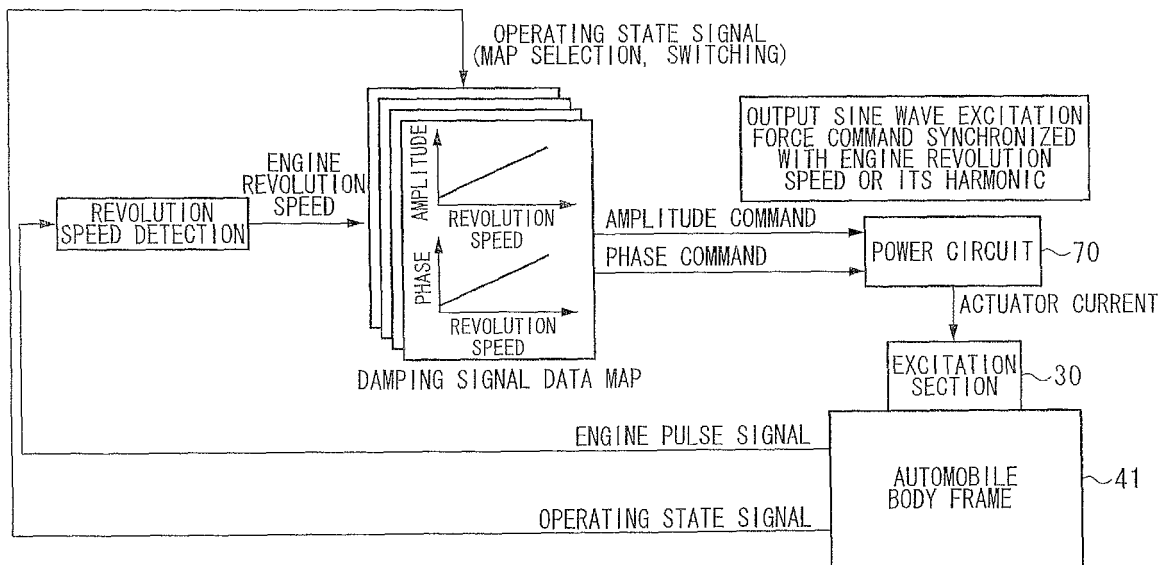 OPERATING STATE SIGNAL
(MAP SELECTION, SWITCHING)
OUTPUT SINE WAVE EXCITATION
FORCE COMMAND SYNCHRONIZED
WITH ENGINE REVOLUTION
SPEED OR ITS HARMONIC
ENGINE
REVOLUTION
SPEED
REVOLUTION
SPEED DETECTION
AMPLITUDE
REVOLUTION
SPEED
PHASE
REVOLUTION
SPEED
DAMPING SIGNAL DATA MAP
AMPLITUDE COMMAND
PHASE COMMAND
POWER CIRCUIT
70
ACTUATOR CURRENT
EXCITATION
SECTION
30
ENGINE PULSE SIGNAL
AUTOMOBILE
BODY FRAME
41
OPERATING STATE SIGNAL